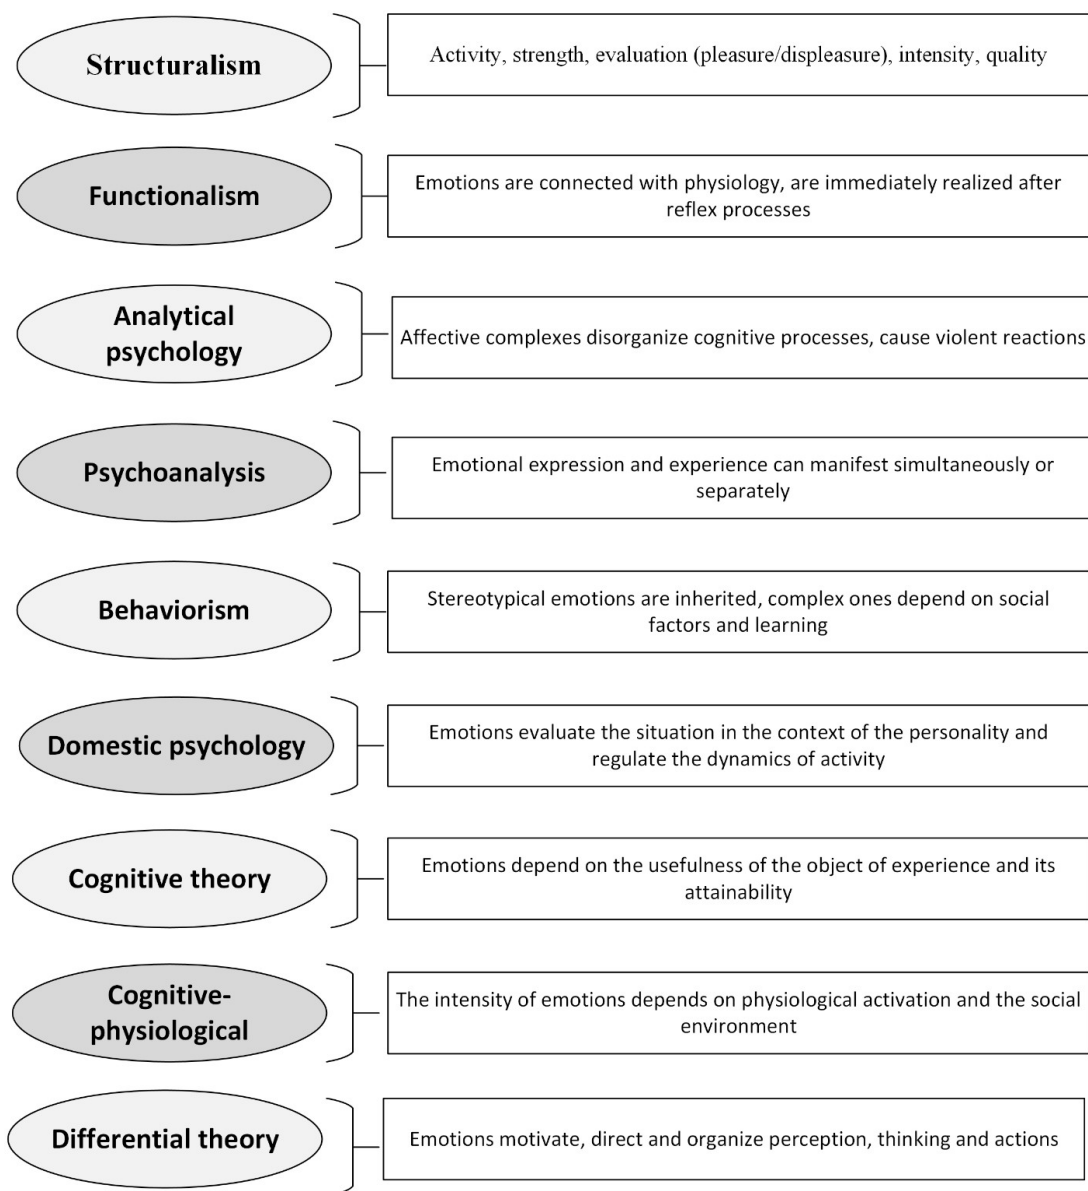 Structuralism
Activity, strength, evaluation (pleasure/displeasure), intensity, quality
Functionalism
Emotions are connected with physiology, are immediately realized after
reflex processes
Analytical
psychology
Affective complexes disorganize cognitive processes, cause violent reactions
Psychoanalysis
Emotional expression and experience can manifest simultaneously or
separately
Behaviorism
Stereotypical emotions are inherited, complex ones depend on social
factors and learning
Domestic psychology
Emotions evaluate the situation in the context of the personality and
regulate the dynamics of activity
Cognitive theory
Emotions depend on the usefulness of the object of experience and its
attainability
Cognitive-
physiological
The intensity of emotions depends on physiological activation and the social
environment
Differential theory
Emotions motivate, direct and organize perception, thinking and actions